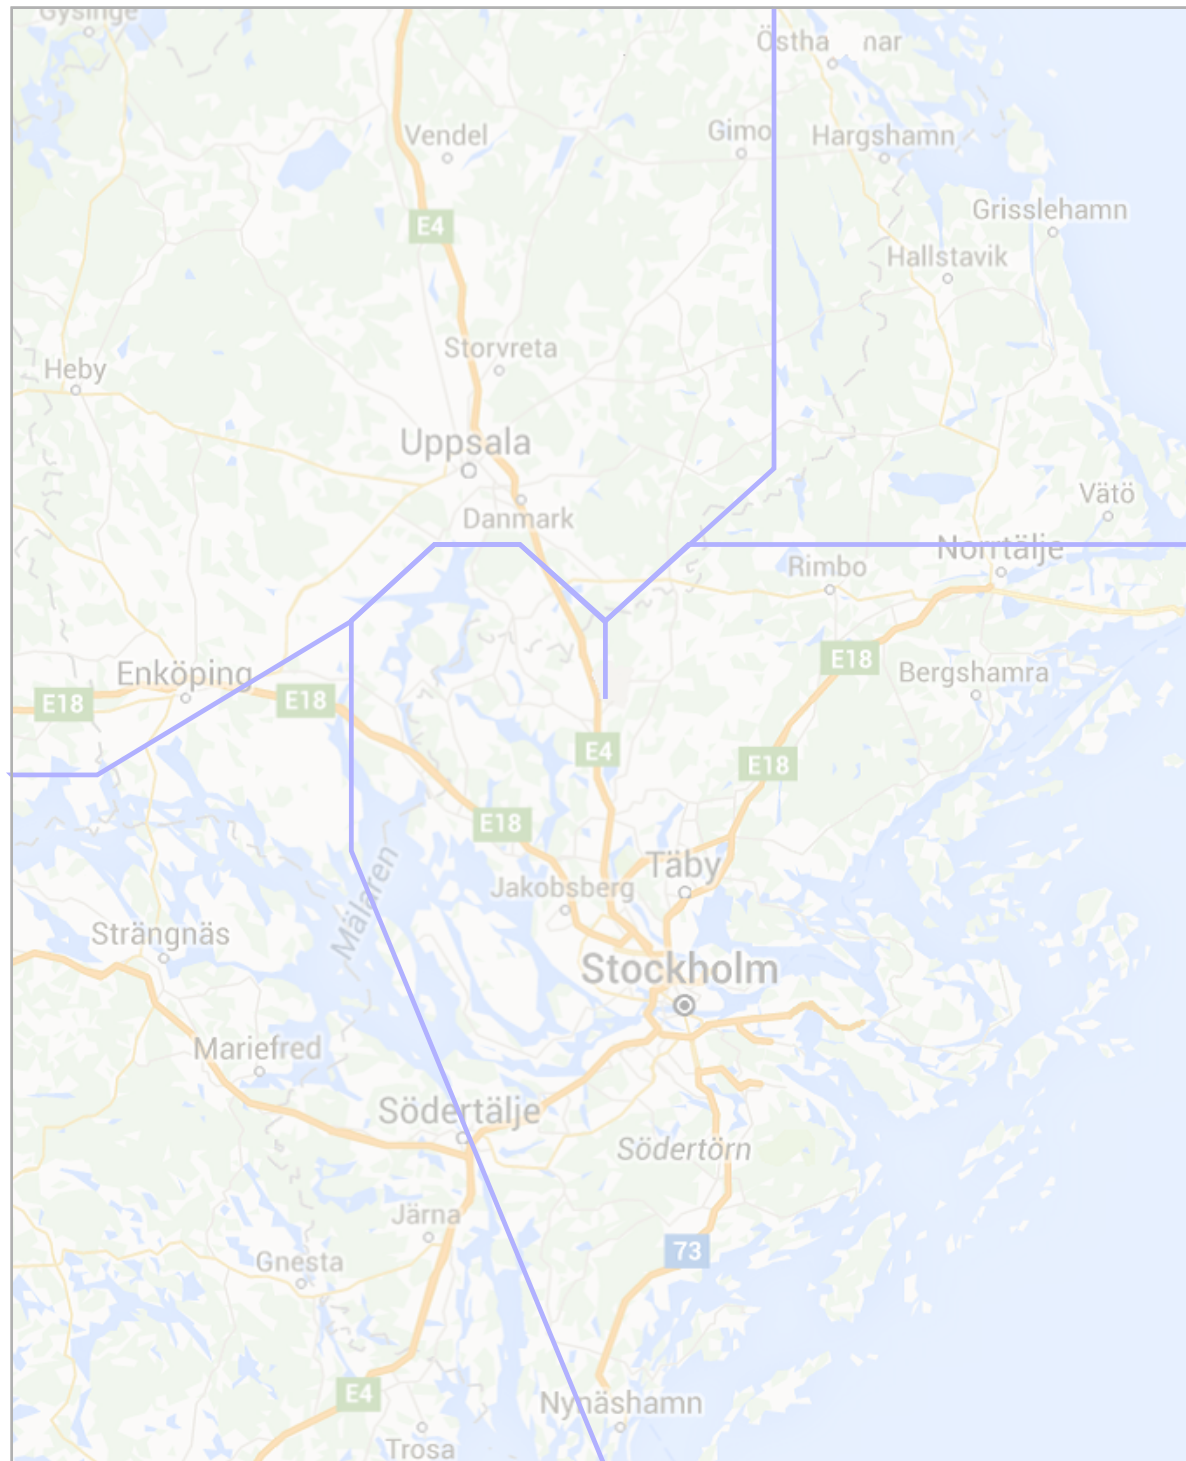 Gysinge
Östha nar
Vendel
Gimo
Hargshamn
Grisslehamn
E4
Hallstavik
Storvreta
Heby
Uppsala
Vätö
Danmark
Norrtälje
Rimbo
E18
Enköping
Bergshamra
E18
E18
E4
E18
E18
Täby
Jakobsberg
Mälaren
Strängnäs
Stockholm
Mariefred
Södertälje
Södertörn
Järna
73
Gnesta
E4
Nynäshamn
Trosa